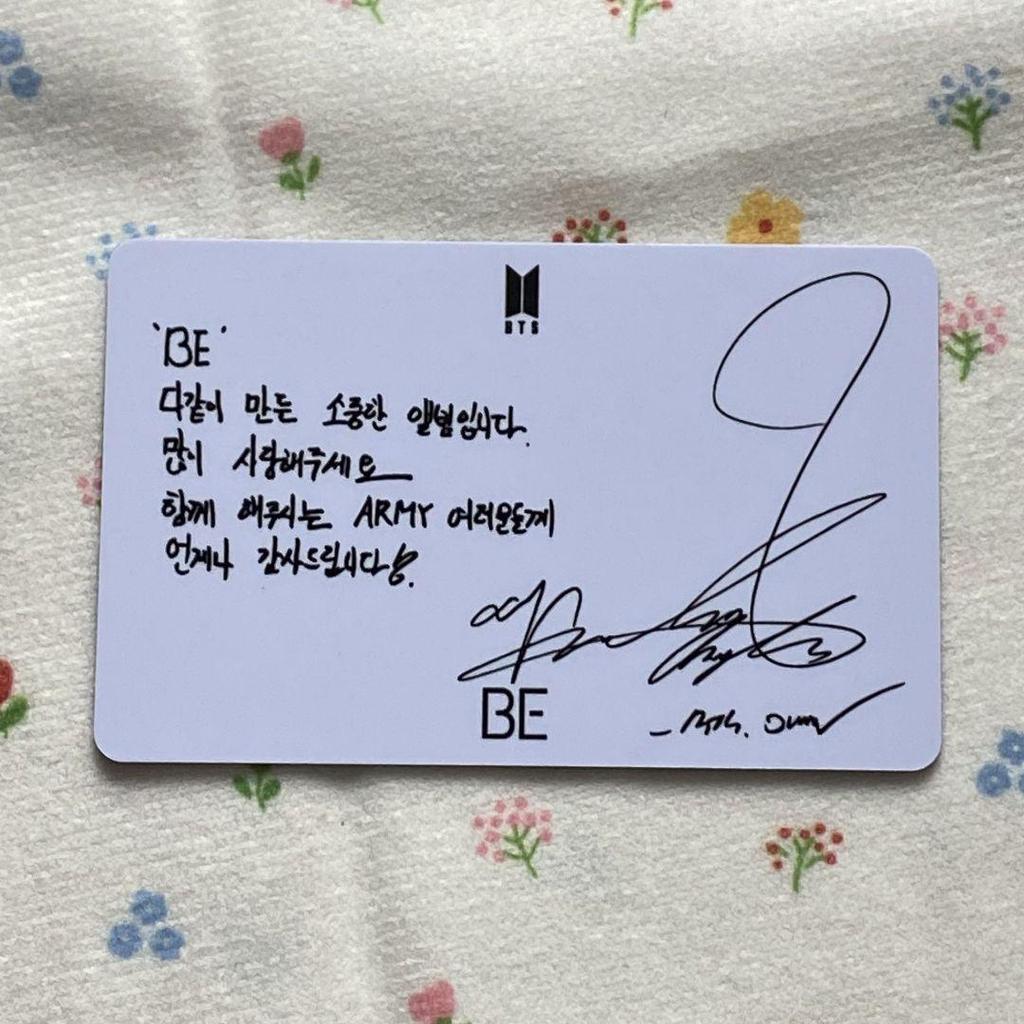 BTS
'BE'
다같이 만든 소중한 앨범입니다.
많이 사랑해주세요
함께 해주시는 ARMY 여러분들께
언제나 감사드립니다.
BE